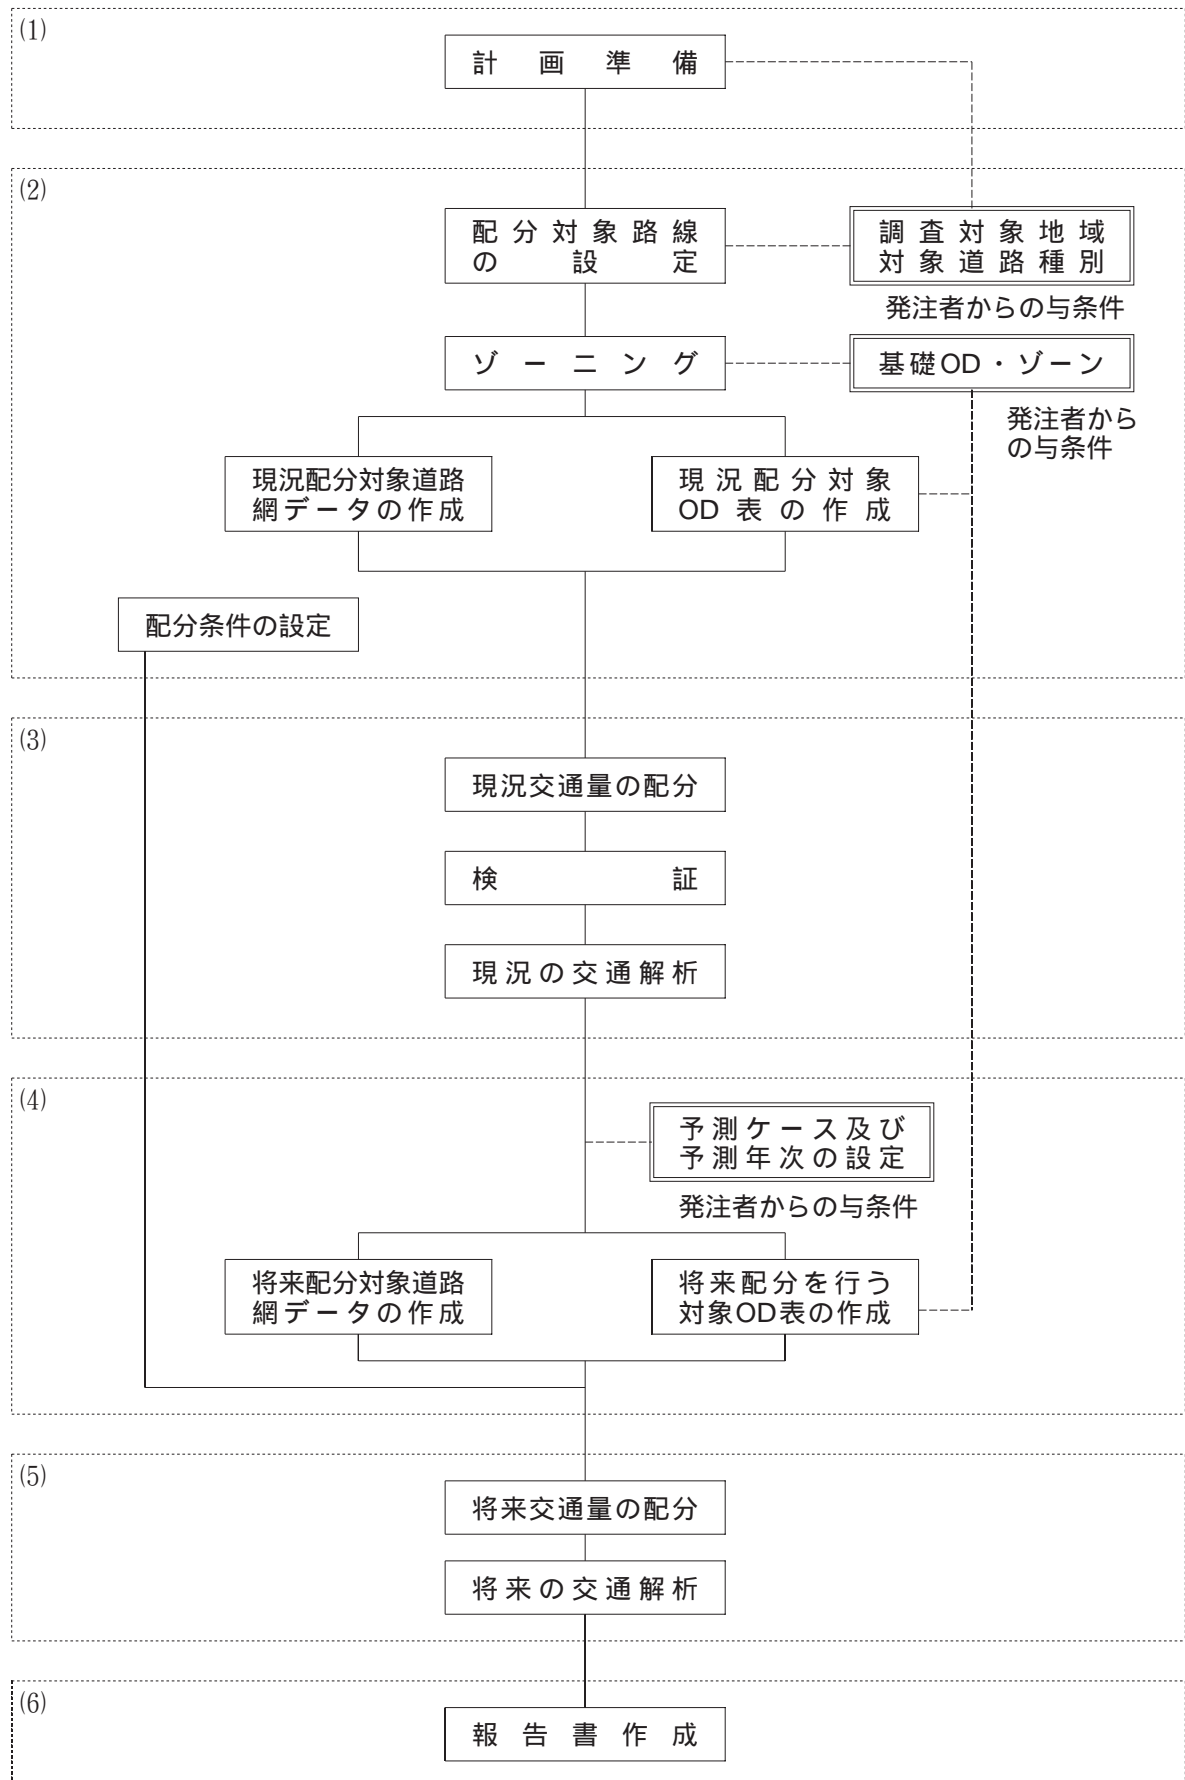 (1)
計画準備
(2)
配分対象路線
の設定
調査対象地域
対象道路種別
発注者からの与条件
ゾーニング
基礎OD・ゾーン
発注者から
の与条件
現況配分対象道路
網データの作成
現況配分対象
OD表の作成
配分条件の設定
(3)
現況交通量の配分
検証
現況の交通解析
(4)
予測ケース及び
予測年次の設定
発注者からの与条件
将来配分対象道路
網データの作成
将来配分を行う
対象OD表の作成
(5)
将来交通量の配分
将来の交通解析
(6)
報告書作成